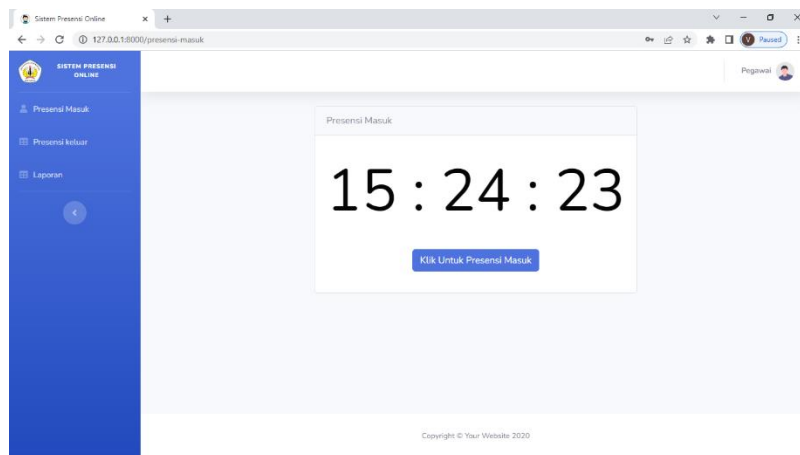 Sistem Presensi Online
127.0.0.1:8000/presensi-masuk
V Paused
SISTEM PRESENSI
ONLINE
Pegawai
Presensi Masuk
Presensi keluar
Laporan
Presensi Masuk
15 : 24 : 23
Klik Untuk Presensi Masuk
Copyright © Your Website 2020